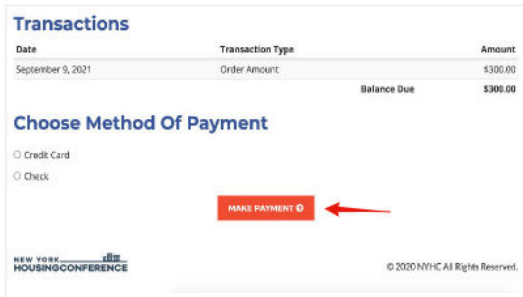 Transactions
Date Transaction Type Amount
September 9, 2021 Order Amount $300.00
Balance Due $300.00
Choose Method Of Payment
Credit Card
Check
MAKE PAYMENT
NEW YORK
HOUSINGCONFERENCE
© 2020 NYHC All Rights Reserved.